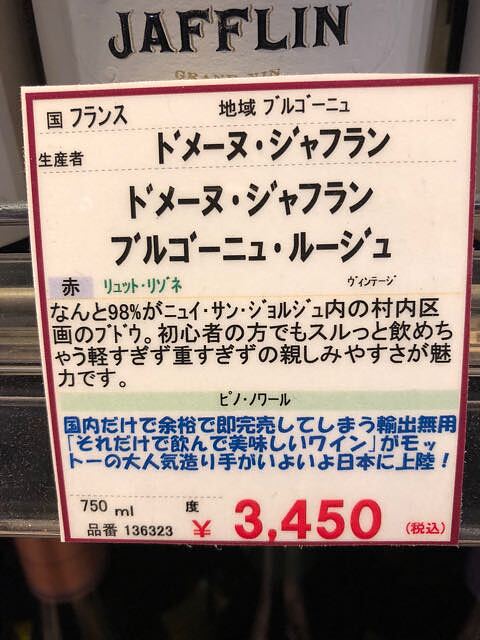 JAFFLIN
GRAND VIN
国 フランス 地域 ブルゴーニュ
生産者 ドメーヌ・ジャフラン
ドメーヌ・ジャフラン
ブルゴーニュ・ルージュ
赤 リュット・リゾネ ヴィンテージ
なんと98%がニュイ・サン・ジョルジュ内の村内区
画のブドウ。初心者の方でもスルっと飲めち
ゃう軽すぎず重すぎずの親しみやすさが魅
力です。
ピノ・ノワール
国内だけで余裕で即完売してしまう輸出無用
「それだけで飲んで美味しいワイン」がモッ
トーの大人気造り手がいよいよ日本に上陸！
750 ml 度
品番 136323 ¥ 3,450 (税込)